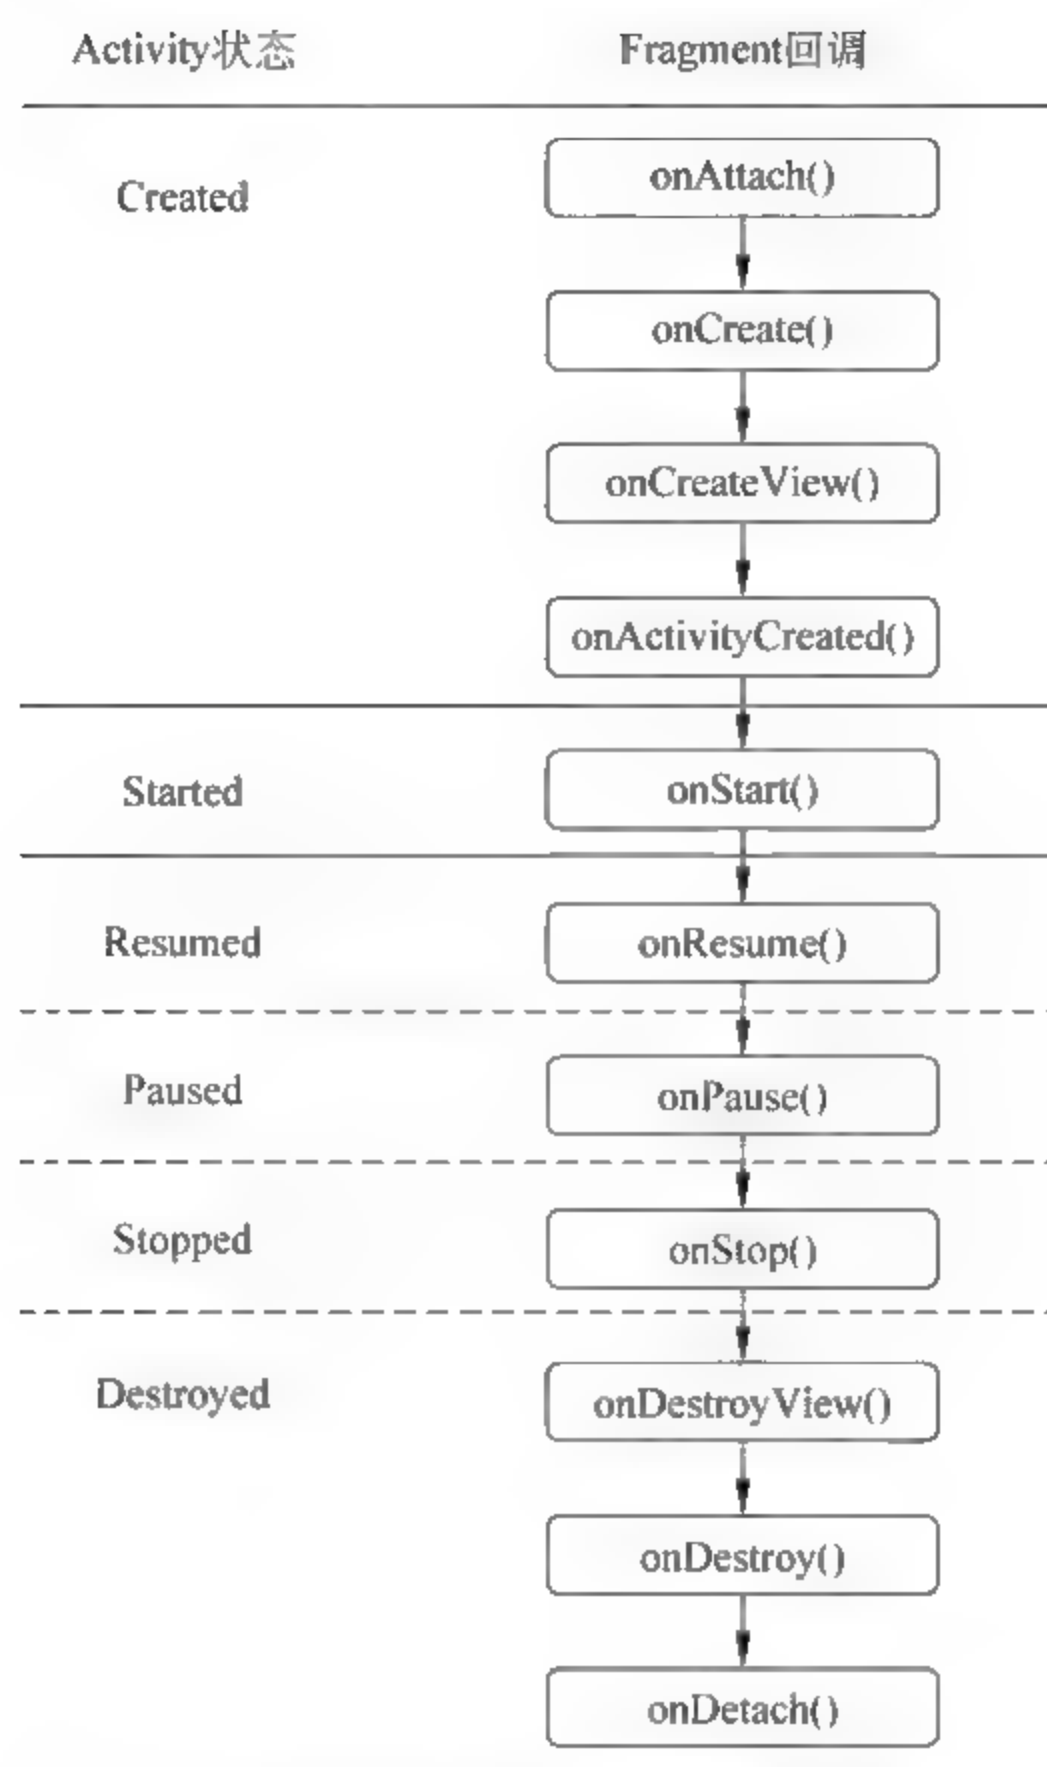 Activity状态 Fragment回调
Created
onAttach()
onCreate()
onCreateView()
onActivityCreated()
Started
onStart()
Resumed
onResume()
Paused
onPause()
Stopped
onStop()
Destroyed
onDestroyView()
onDestroy()
onDetach()